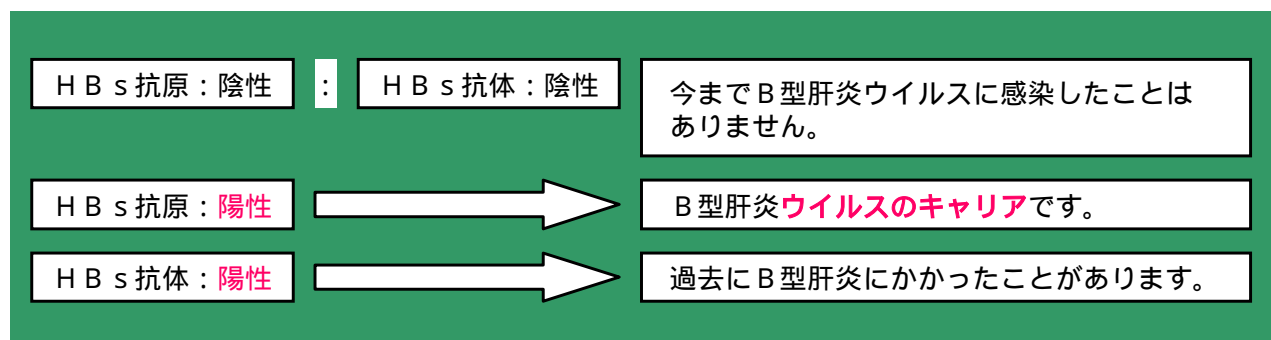 HBs抗原：陰性 : HBs抗体：陰性
今までB型肝炎ウイルスに感染したことは
ありません。
HBs抗原：陽性
B型肝炎ウイルスのキャリアです。
HBs抗体：陽性
過去にB型肝炎にかかったことがあります。